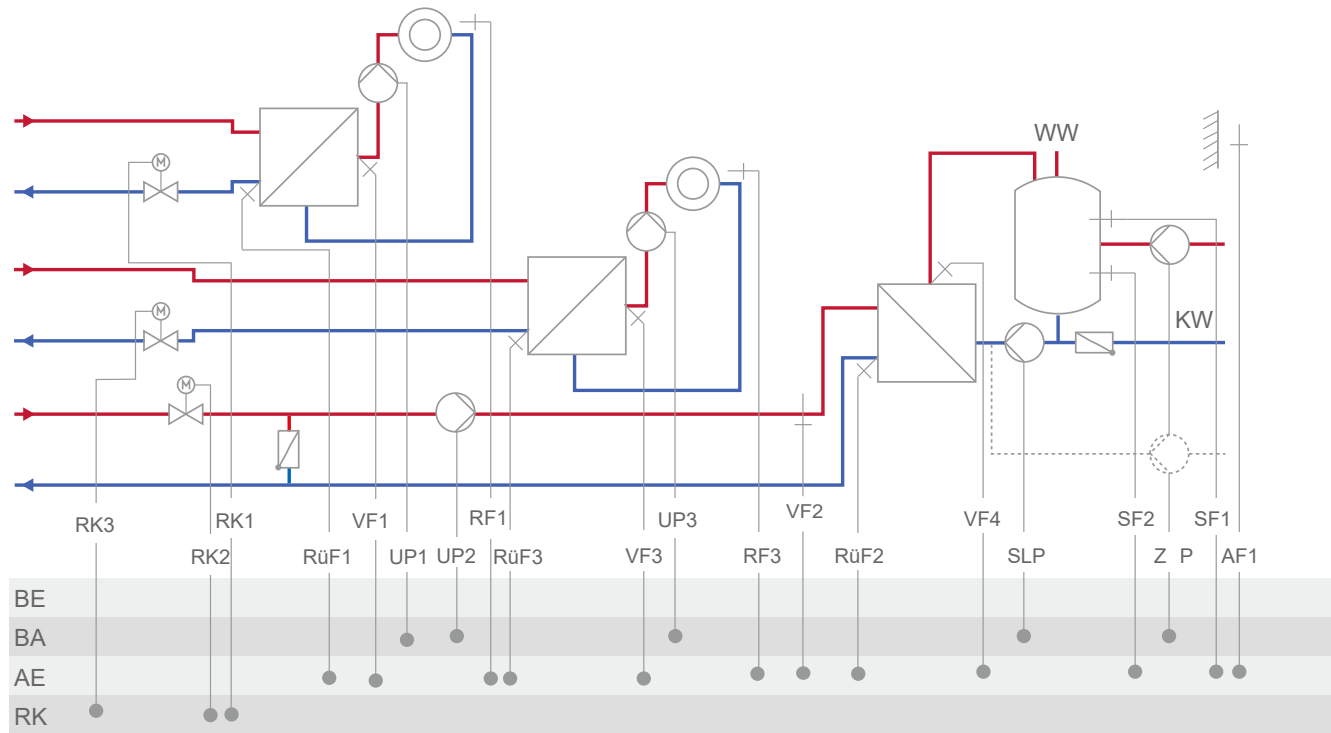 M
WW
M
M
KW
M
RK3 RK1 VF1 RF1 UP3 VF2 VF4 SF2 SF1
RK2 RüF1 UP1 UP2 RüF3 VF3 RF3 RüF2 SLP Z P AF1
BE
BA
AE
RK